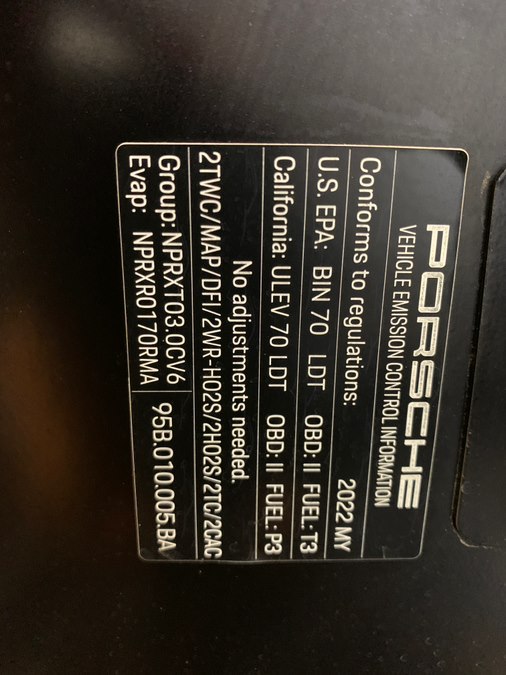 PORSCHE
VEHICLE EMISSION CONTROL INFORMATION
Conforms to regulations: 2022 MY
U.S. EPA: BIN 70 LDT OBD: II FUEL: T3
California: ULEV 70 LDT OBD: II FUEL: P3
No adjustments needed.
2TWC/MAP/DFI/2WR-HO2S/2HO2S/2TC/2CAC
Group: NPRXT03.0CV6
Evap: NPRXR0170RMA 95B.010.005.BA